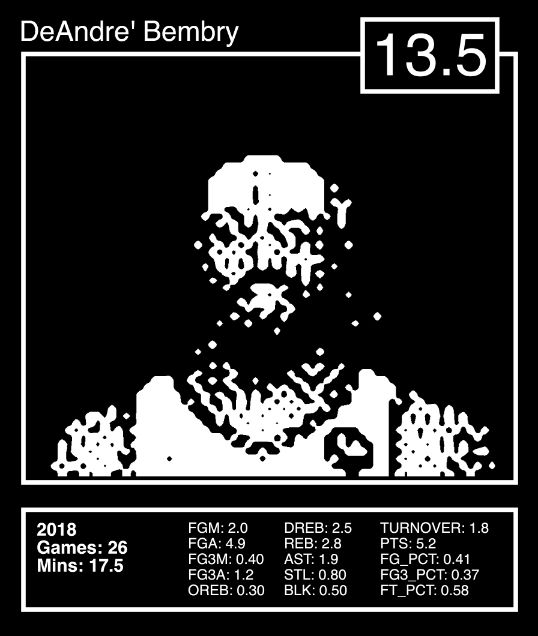 DeAndre' Bembry
13.5
2018
Games: 26
Mins: 17.5
FGM: 2.0
FGA: 4.9
FG3M: 0.40
FG3A: 1.2
OREB: 0.30
DREB: 2.5
REB: 2.8
AST: 1.9
STL: 0.80
BLK: 0.50
TURNOVER: 1.8
PTS: 5.2
FG_PCT: 0.41
FG3_PCT: 0.37
FT_PCT: 0.58